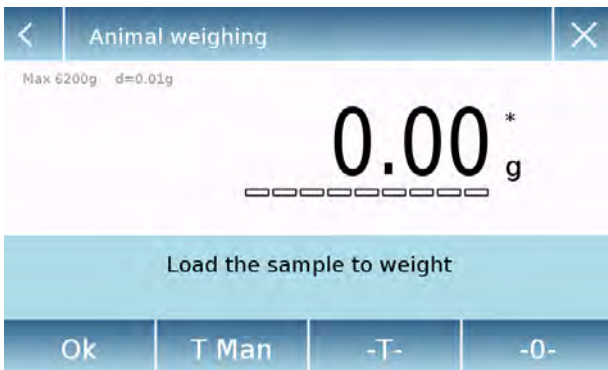 Animal weighing
Max 6200g d=0.01g
0.00 *
g
Load the sample to weight
Ok T Man -T- -0-